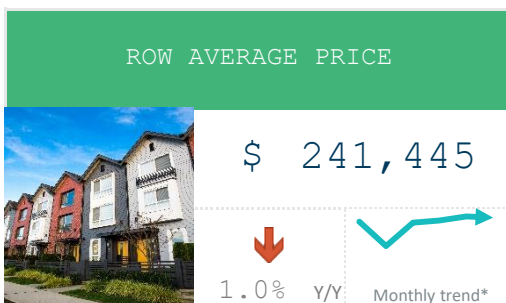 ROW AVERAGE PRICE
$ 241,445
1.0% Y/Y
Monthly trend*